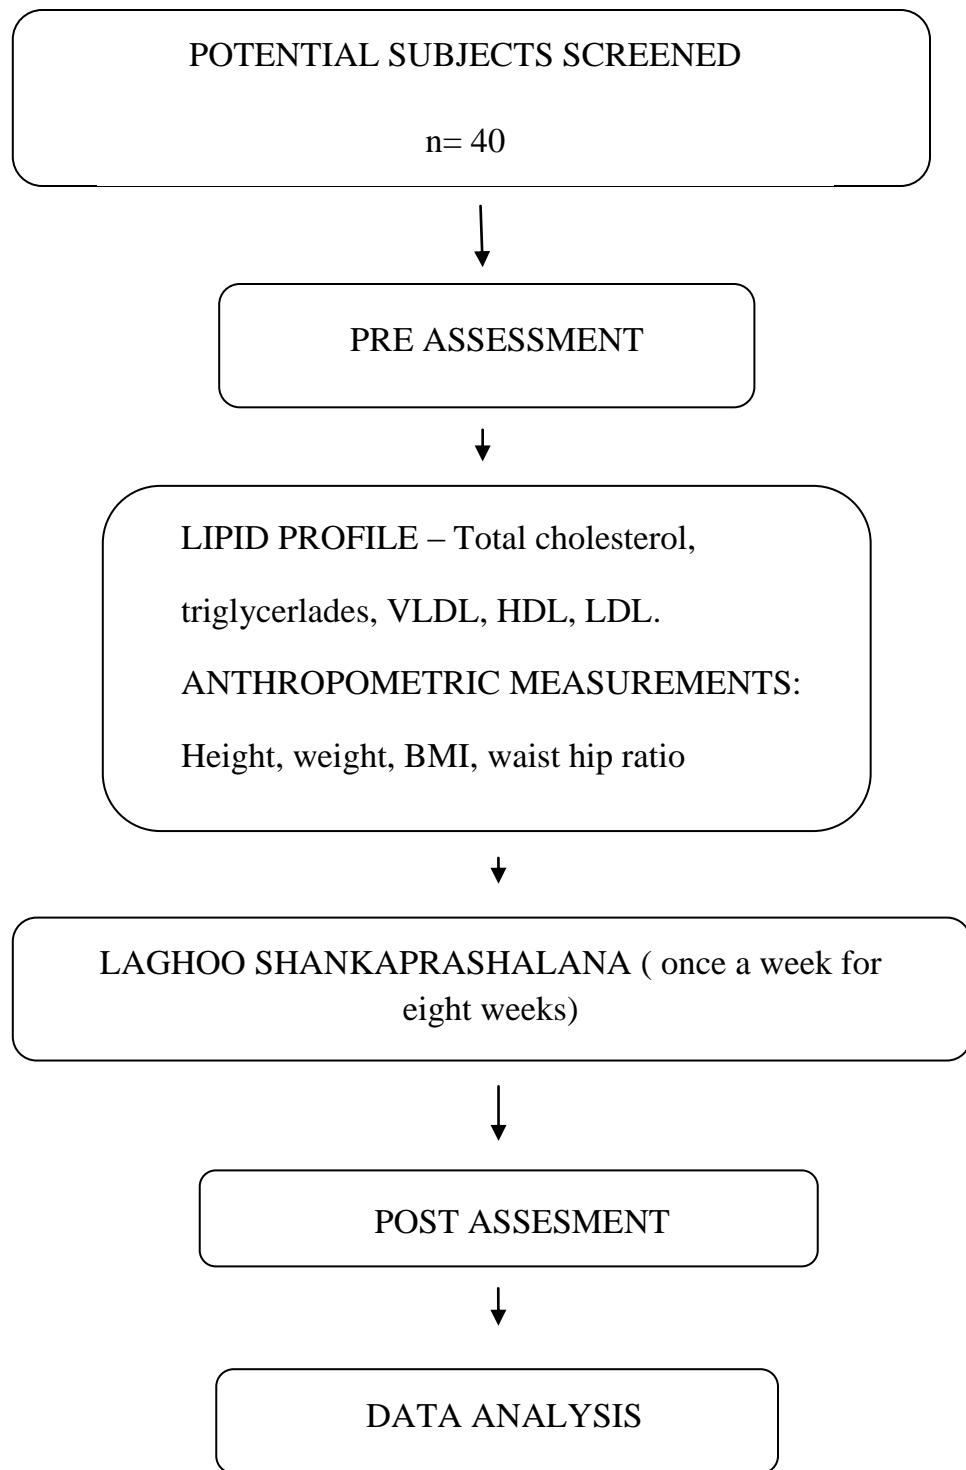 POTENTIAL SUBJECTS SCREENED
n= 40
PRE ASSESSMENT
LIPID PROFILE – Total cholesterol,
triglycerlades, VLDL, HDL, LDL.
ANTHROPOMETRIC MEASUREMENTS:
Height, weight, BMI, waist hip ratio
LAGHOO SHANKAPRASHALANA ( once a week for
eight weeks)
POST ASSESMENT
DATA ANALYSIS